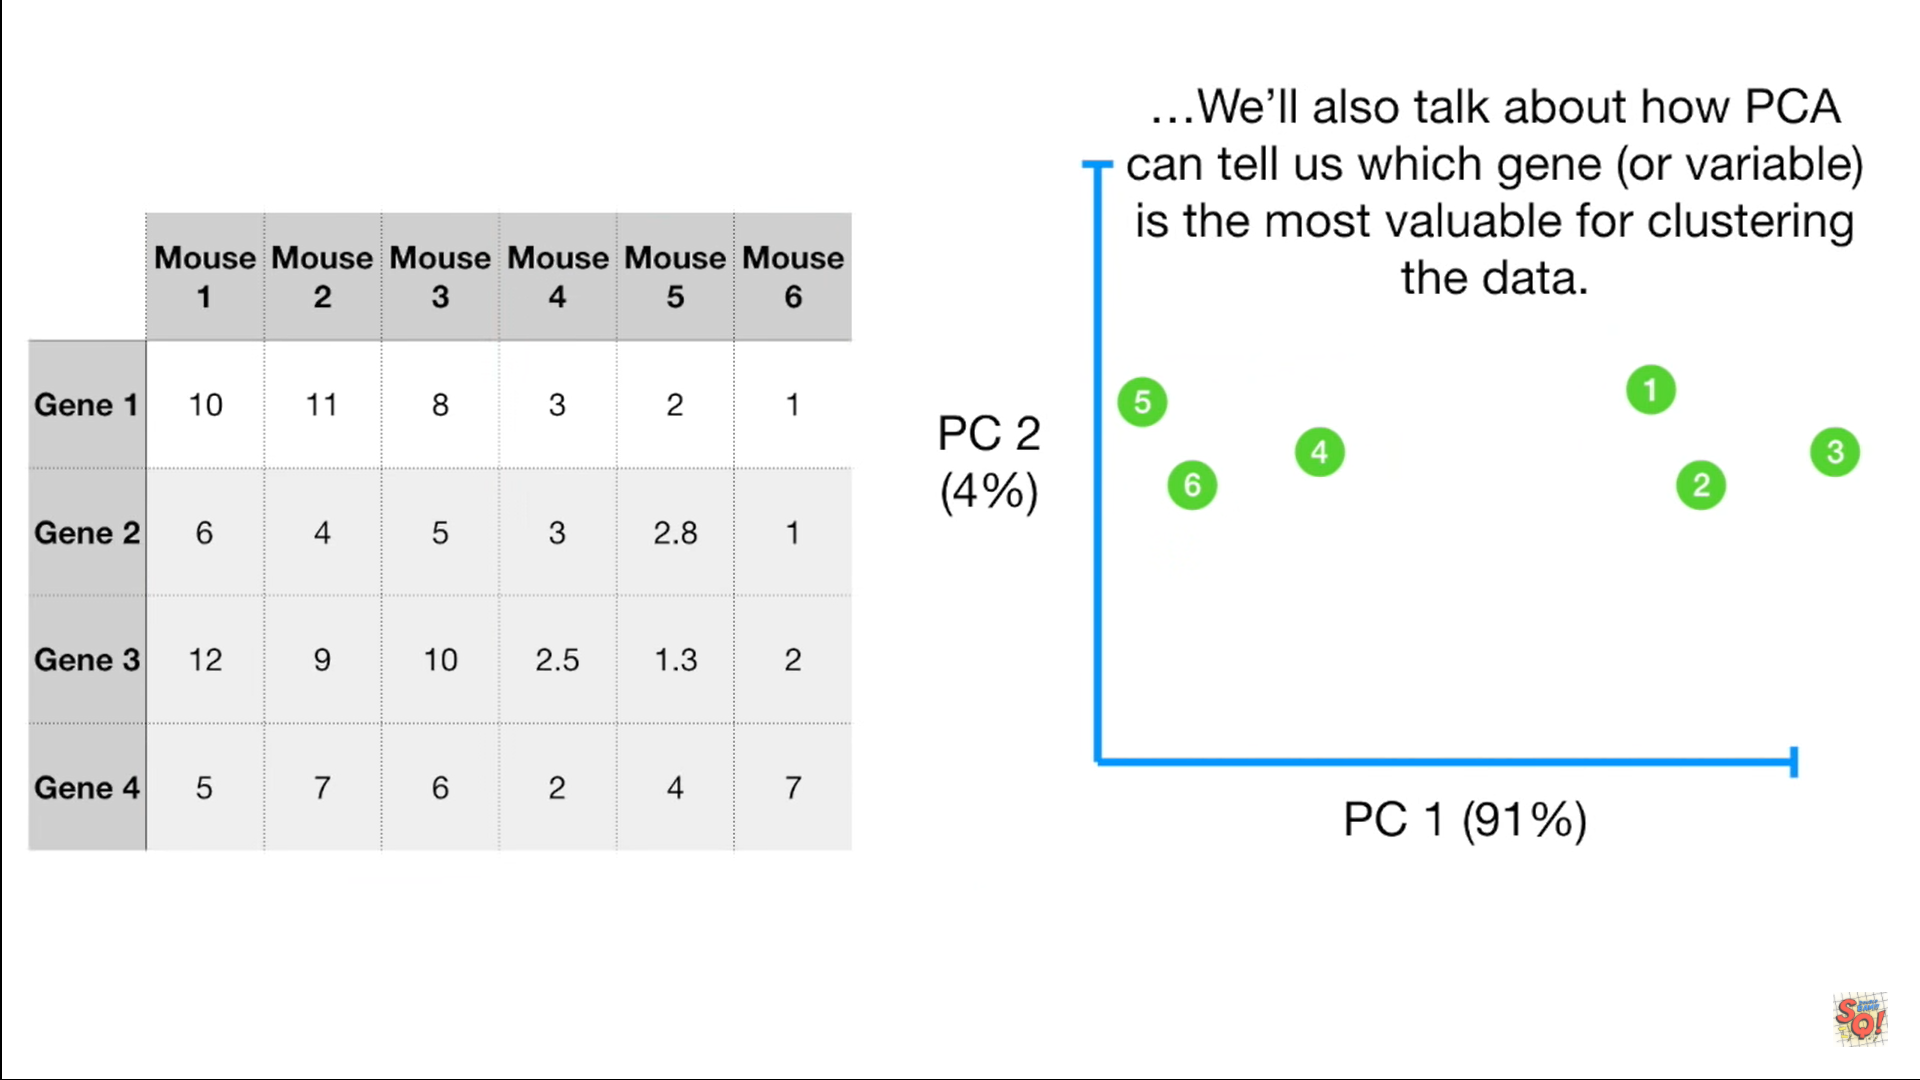 …We’ll also talk about how PCA
can tell us which gene (or variable)
is the most valuable for clustering
the data.
Mouse 1 Mouse 2 Mouse 3 Mouse 4 Mouse 5 Mouse 6
Gene 1 10 11 8 3 2 1
Gene 2 6 4 5 3 2.8 1
Gene 3 12 9 10 2.5 1.3 2
Gene 4 5 7 6 2 4 7
PC 2
(4%)
5 6 4 1 2 3
PC 1 (91%)
SQ!